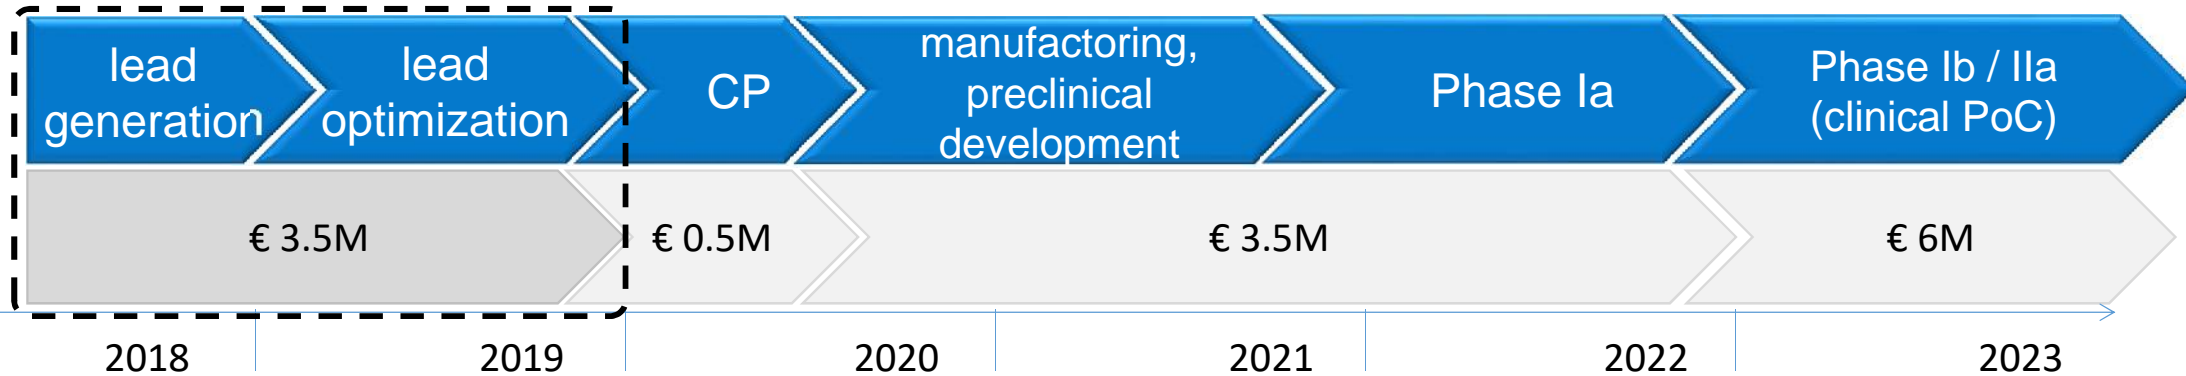 lead
generation
lead
optimization
CP
manufactoring,
preclinical
development
Phase Ia
Phase Ib / IIa
(clinical PoC)
€ 3.5M
€ 0.5M
€ 3.5M
€ 6M
2018
2019
2020
2021
2022
2023